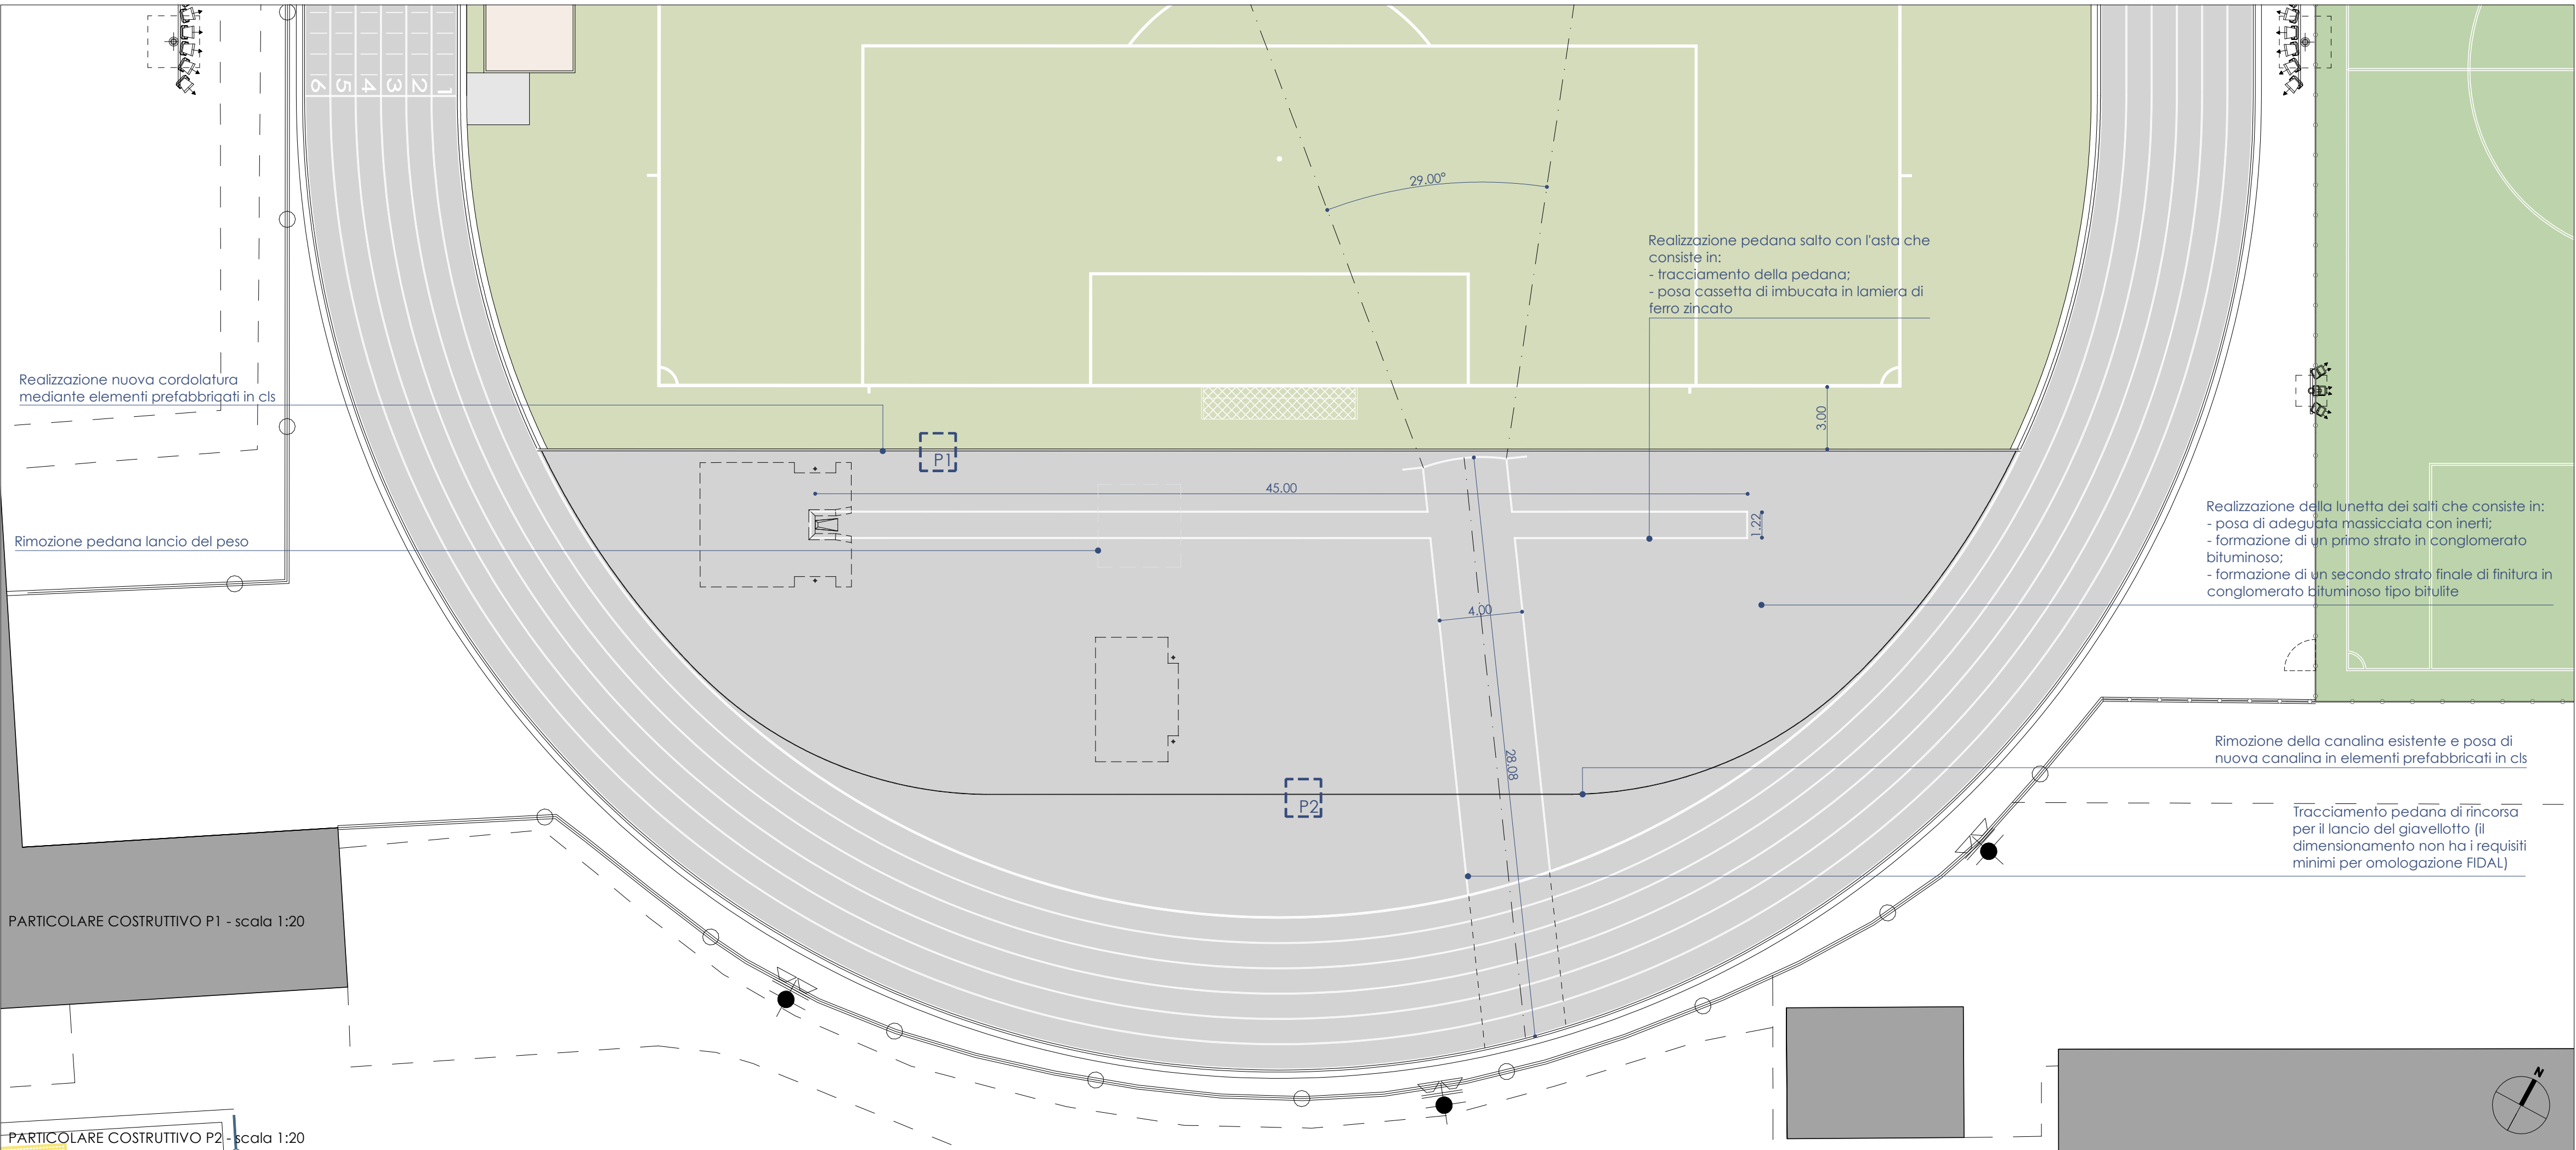 6 5 4 3 2 1
29.00°
Realizzazione pedana salto con l'asta che
consiste in:
- tracciamento della pedana;
- posa cassetta di imbucata in lamiera di
ferro zincato
Realizzazione nuova cordolatura
mediante elementi prefabbricati in cls
3.00
P1
45.00
1.22
Rimozione pedana lancio del peso
Realizzazione della lunetta dei salti che consiste in:
- posa di adeguata massicciata con inerti;
- formazione di un primo strato in conglomerato
bituminoso;
- formazione di un secondo strato finale di finitura in
conglomerato bituminoso tipo bitulite
4.00
28.08
Rimozione della canalina esistente e posa di
nuova canalina in elementi prefabbricati in cls
P2
Tracciamento pedana di rincorsa
per il lancio del giavellotto (il
dimensionamento non ha i requisiti
minimi per omologazione FIDAL)
PARTICOLARE COSTRUTTIVO P1 - scala 1:20
N
PARTICOLARE COSTRUTTIVO P2 - scala 1:20